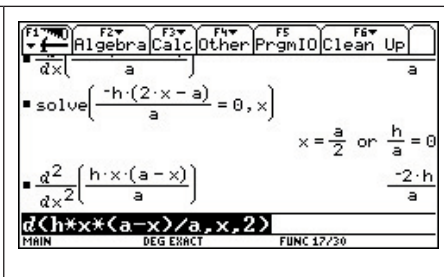 F1 F2 F3 F4 F5 F6
Algebra Calc Other PrgmIO Clean Up
dx( a ) a
solve(-h·(2·x - a)/a = 0, x)
x = a/2 or h/a = 0
d²/dx²(h·x·(a - x)/a) -2·h/a
d(h*x*(a-x)/a,x,2)
MAIN DEG EXACT FUNC 17/30